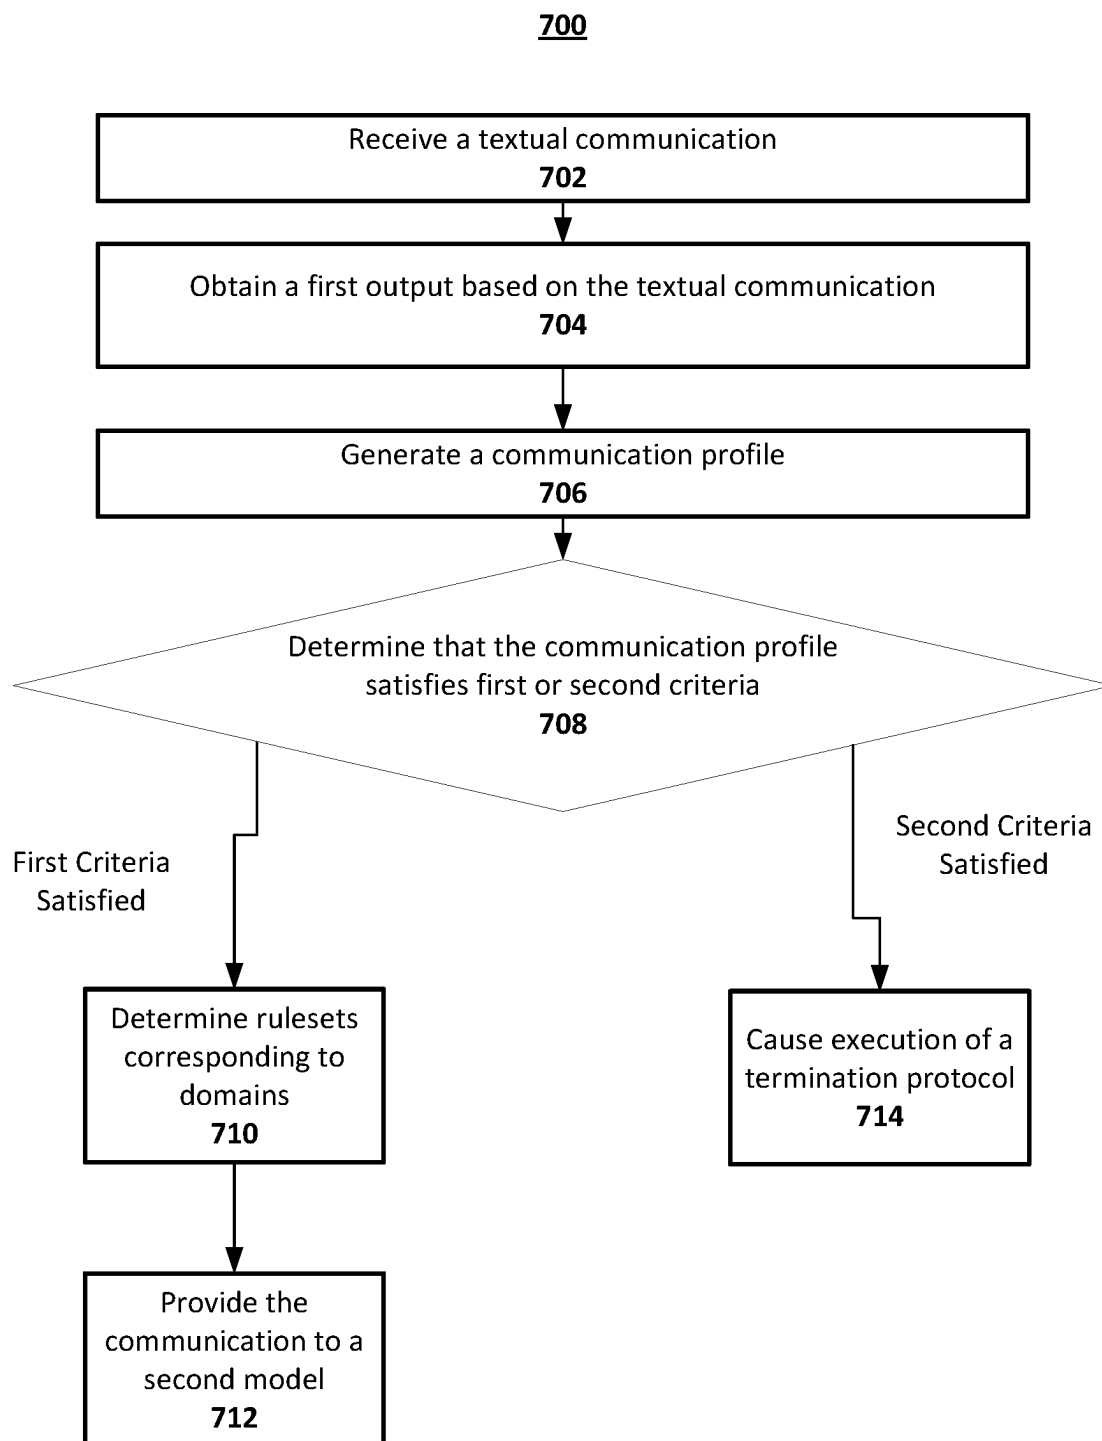 700
Receive a textual communication
702
Obtain a first output based on the textual communication
704
Generate a communication profile
706
Determine that the communication profile
satisfies first or second criteria
708
First Criteria
Satisfied
Second Criteria
Satisfied
Determine rulesets
corresponding to
domains
710
Cause execution of a
termination protocol
714
Provide the
communication to a
second model
712